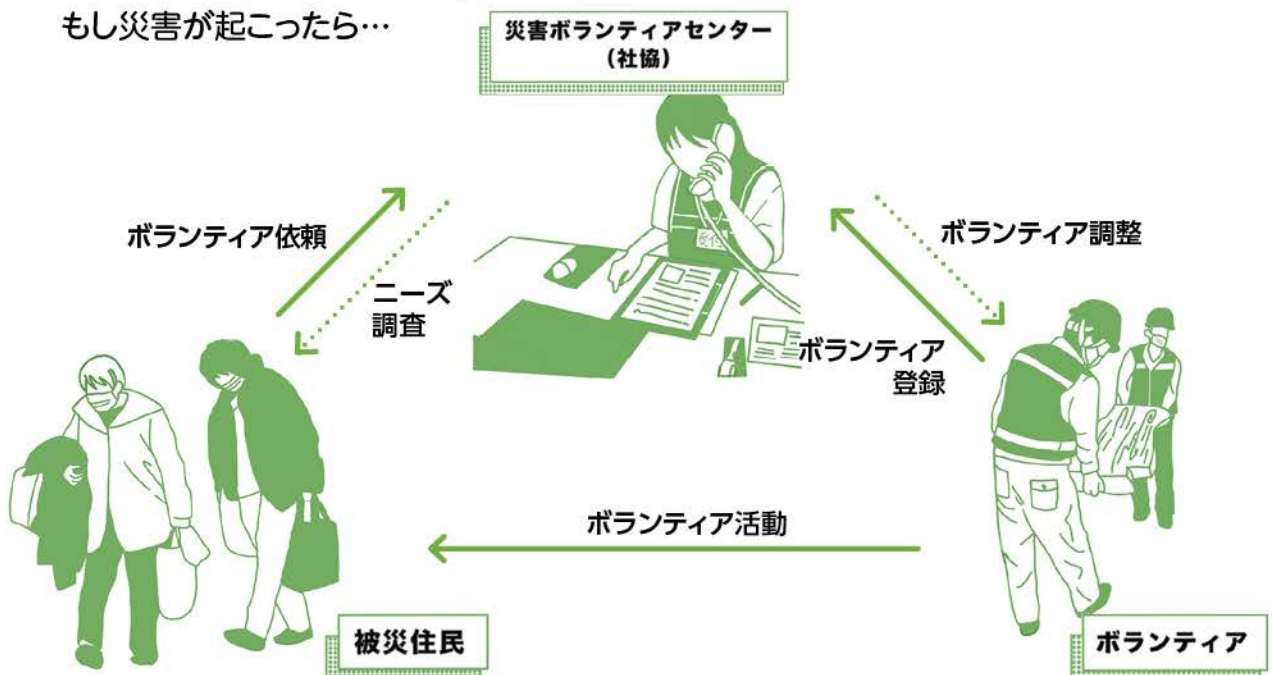 もし災害が起こったら…
災害ボランティアセンター
（社協）
ボランティア依頼
ニーズ
調査
ボランティア調整
ボランティア
登録
受付
ボランティア活動
被災住民
ボランティア